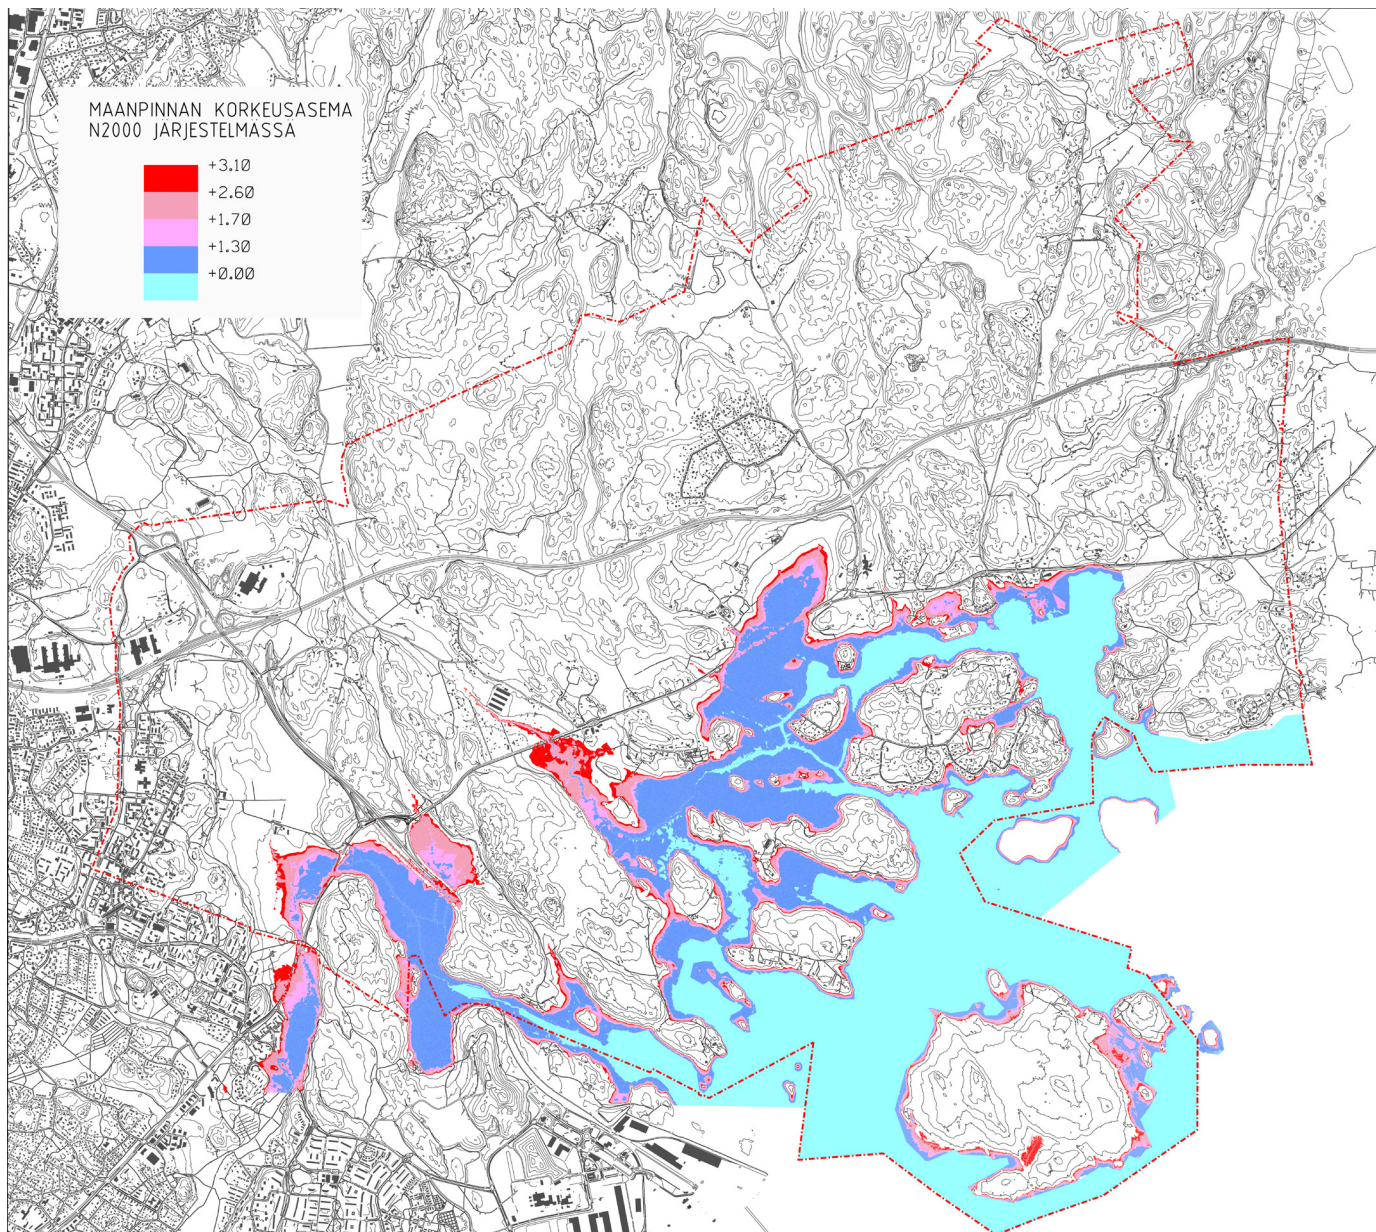 MAANPINNAN KORKEUSASEMA
N2000 JÄRJESTELMÄSSÄ
+3.10
+2.60
+1.70
+1.30
+0.00